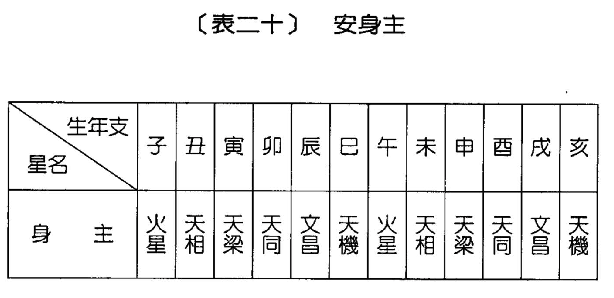 〔表二十〕 安身主
生年支 子 丑 寅 卯 辰 巳 午 未 申 酉 戌 亥
星名
身主 火星 天相 天梁 天同 文昌 天機 火星 天相 天梁 天同 文昌 天機